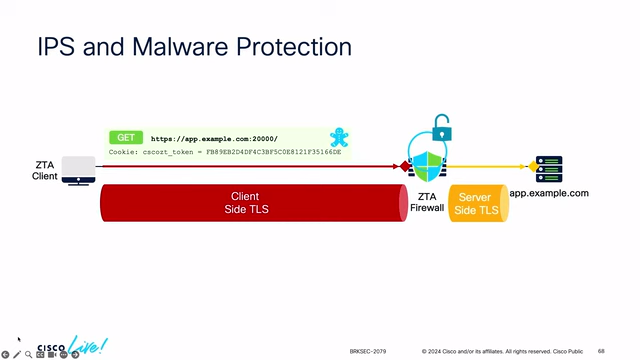 IPS and Malware Protection
GET
https://app.example.com:20000/
Cookie: cscozt_token = FB89EB2D4DF4C3BF5C0E8121F35166DE
ZTA
Client
Client
Side TLS
ZTA
Firewall
Server
Side TLS
app.example.com
CISCO Live!
BRKSEC-2079
© 2024 Cisco and/or its affiliates. All rights reserved. Cisco Public
68